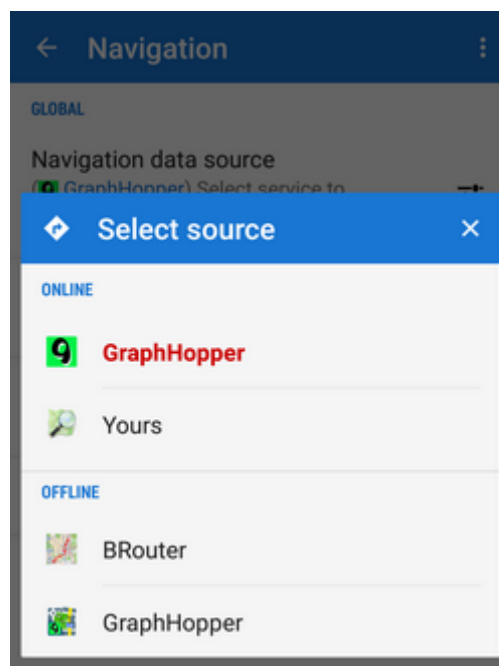 Navigation
GLOBAL
Navigation data source
(GraphHopper) Select service to
Select source
ONLINE
GraphHopper
Yours
OFFLINE
BRouter
GraphHopper